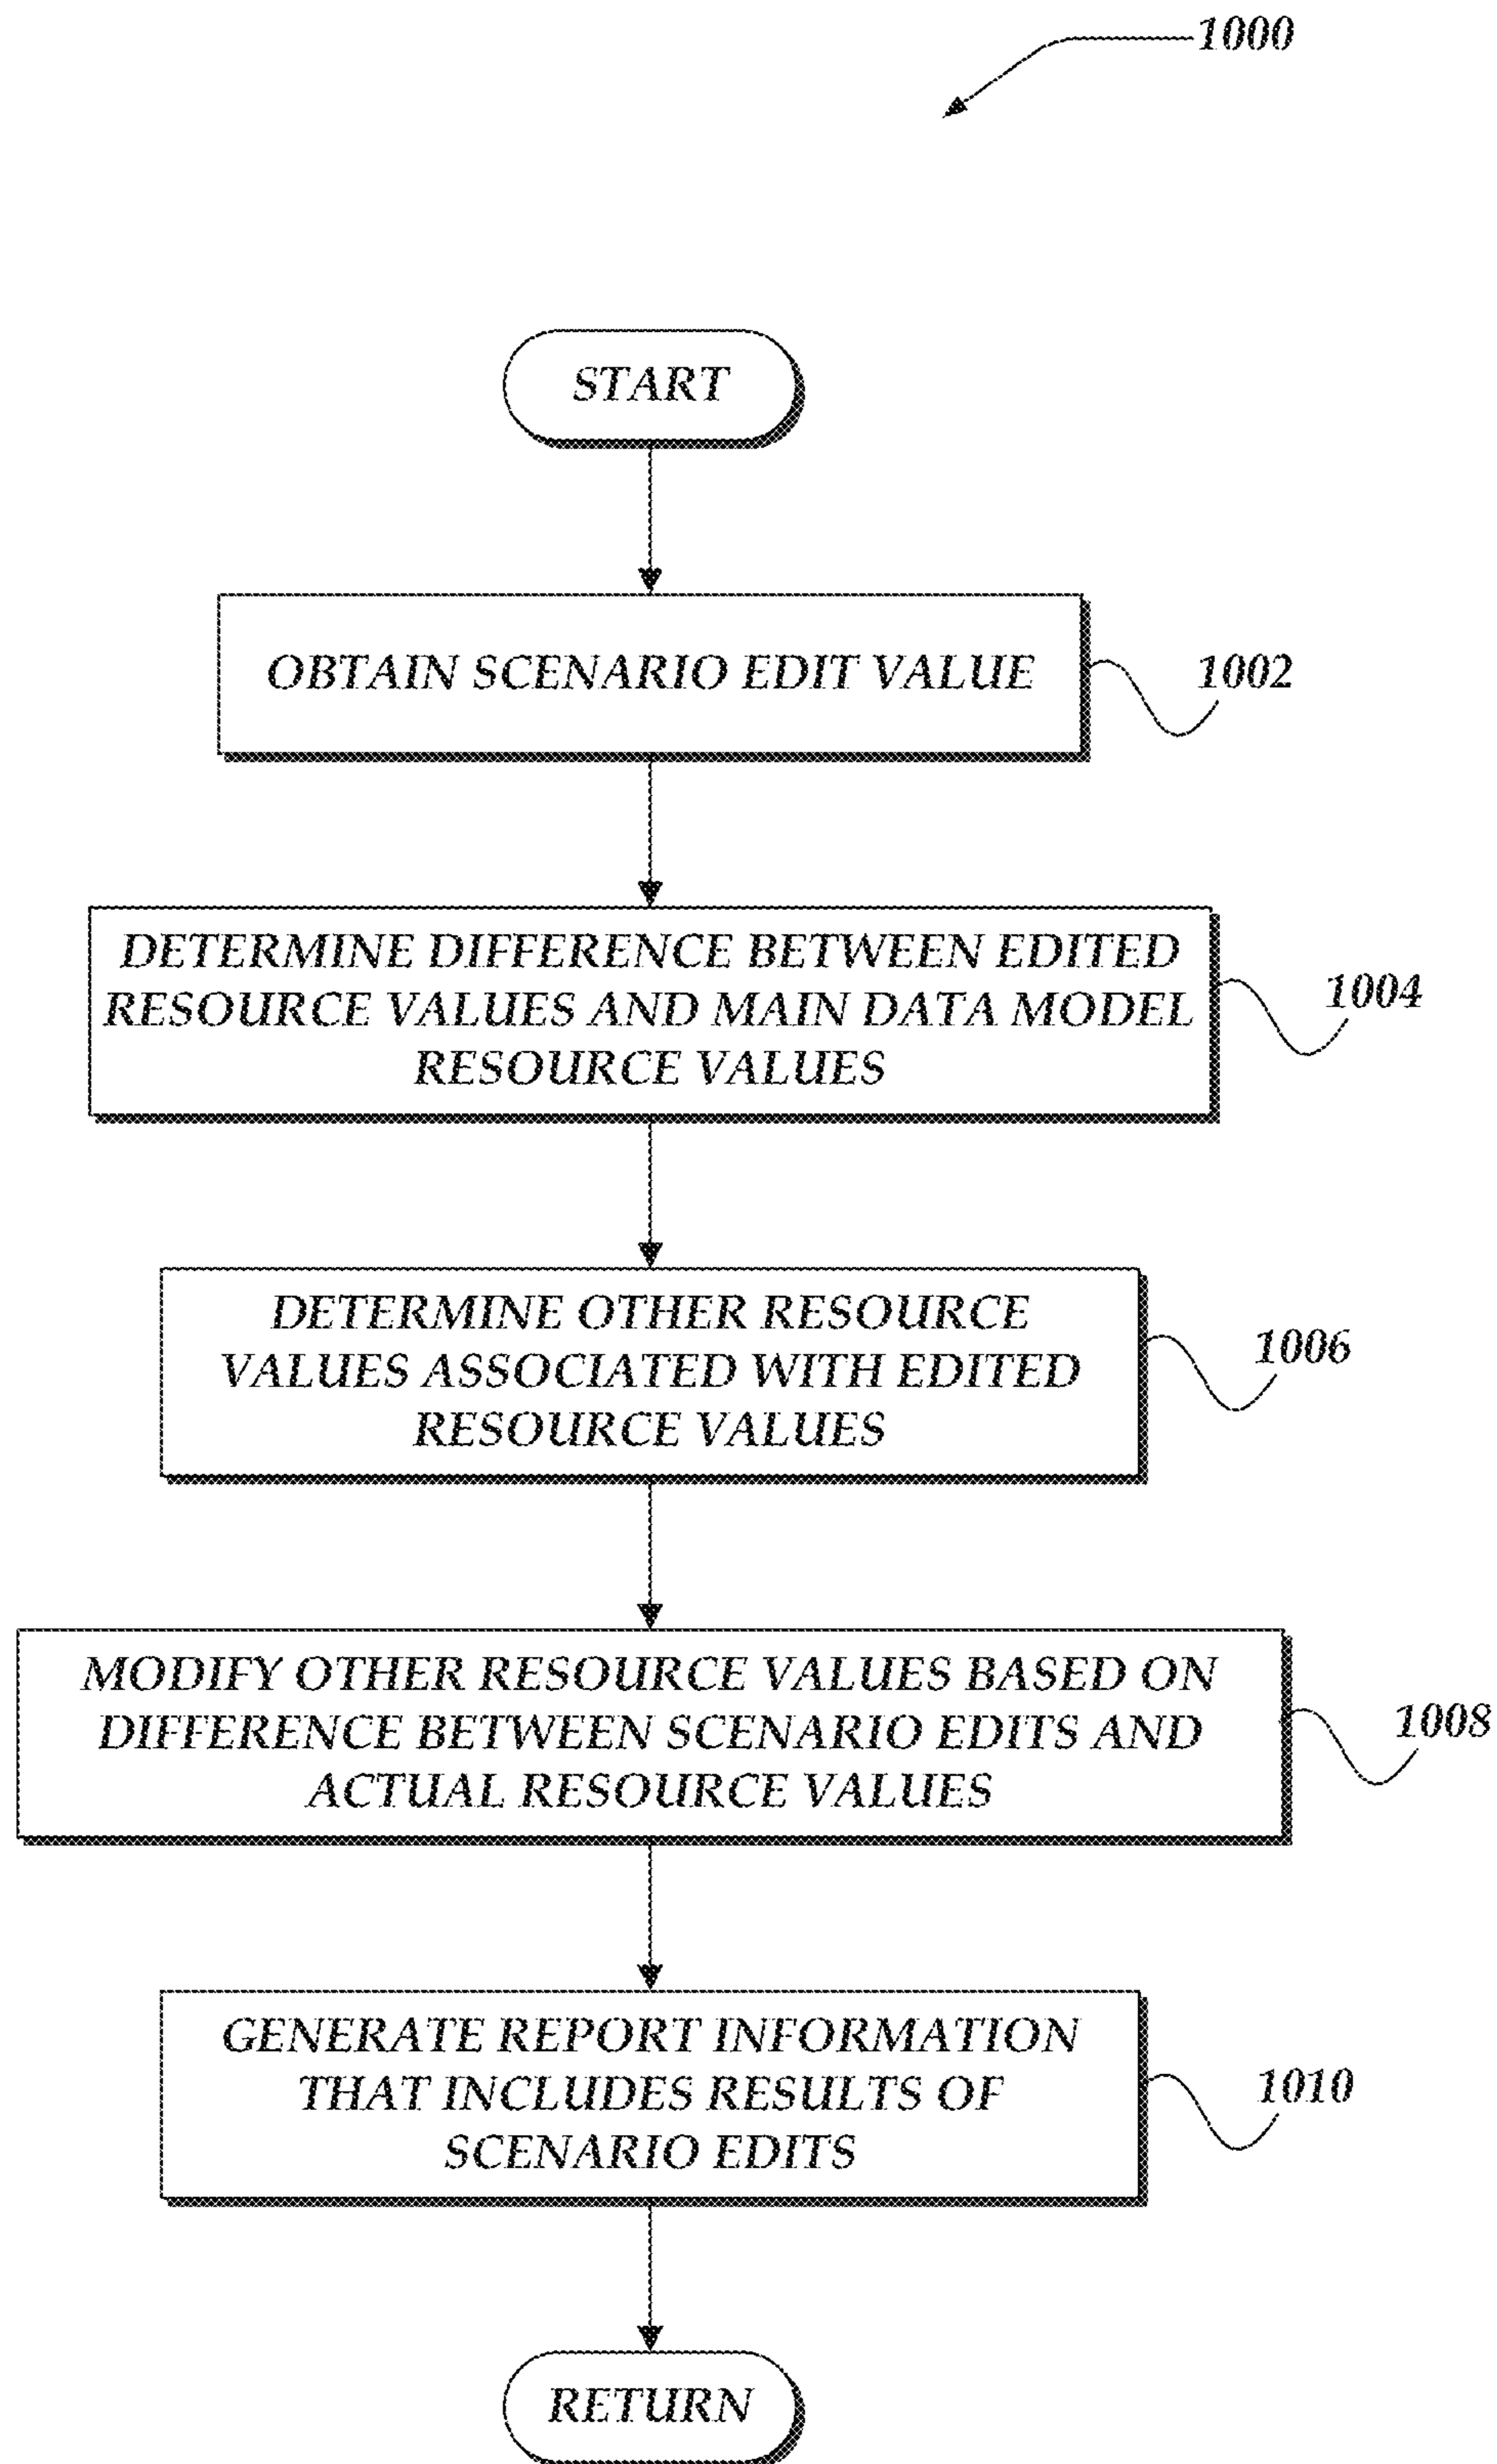 1000
START
OBTAIN SCENARIO EDIT VALUE
1002
DETERMINE DIFFERENCE BETWEEN EDITED
RESOURCE VALUES AND MAIN DATA MODEL
RESOURCE VALUES
1004
DETERMINE OTHER RESOURCE
VALUES ASSOCIATED WITH EDITED
RESOURCE VALUES
1006
MODIFY OTHER RESOURCE VALUES BASED ON
DIFFERENCE BETWEEN SCENARIO EDITS AND
ACTUAL RESOURCE VALUES
1008
GENERATE REPORT INFORMATION
THAT INCLUDES RESULTS OF
SCENARIO EDITS
1010
RETURN